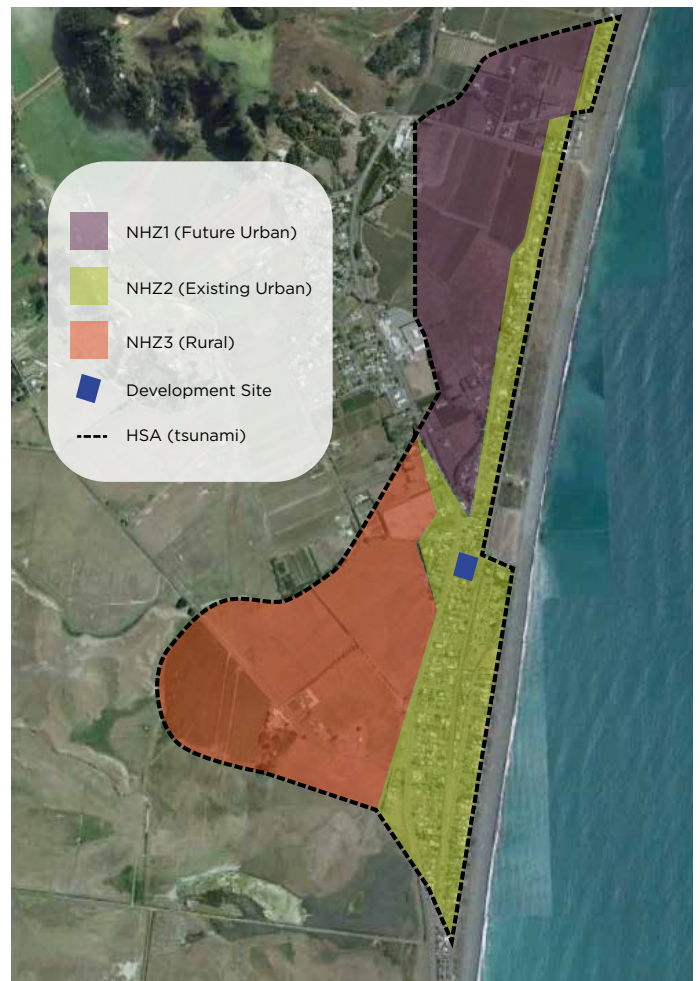 NHZ1 (Future Urban)
NHZ2 (Existing Urban)
NHZ3 (Rural)
Development Site
HSA (tsunami)